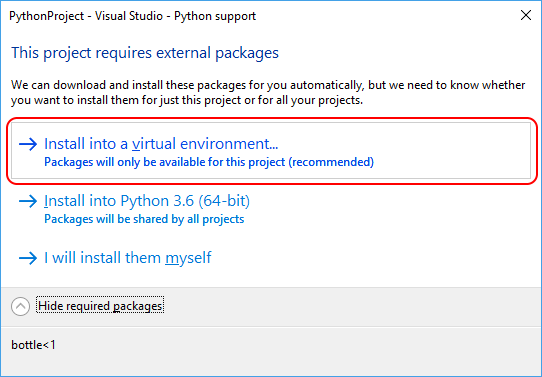 PythonProject - Visual Studio - Python support
This project requires external packages
We can download and install these packages for you automatically, but we need to know whether
you want to install them for just this project or for all your projects.
Install into a virtual environment...
Packages will only be available for this project (recommended)
Install into Python 3.6 (64-bit)
Packages will be shared by all projects
I will install them myself
Hide required packages
bottle<1